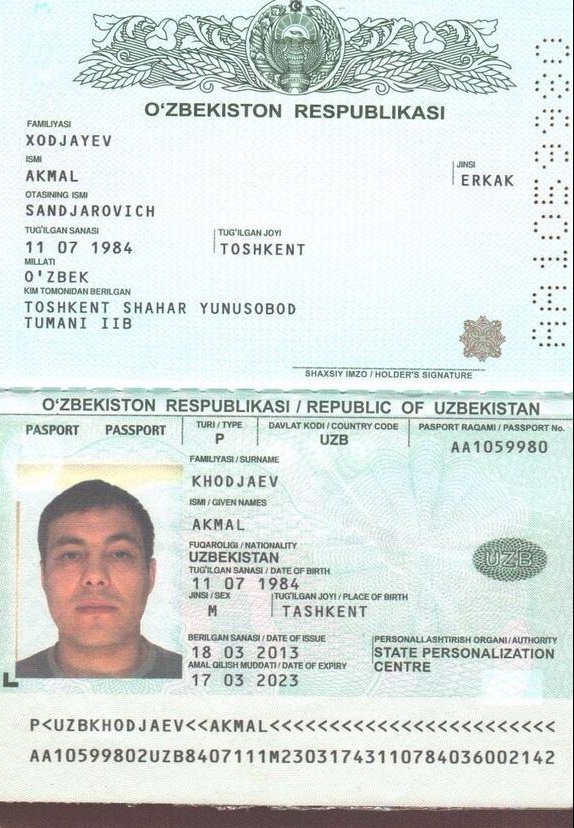 O'ZBEKISTON RESPUBLIKASI
FAMILIYASI
XODJAYEV
ISMI
AKMAL
JINSI
ERKAK
OTASINING ISMI
SANDJAROVICH
TUG'ILGAN SANASI
11 07 1984
TUG'ILGAN JOYI
TOSHKENT
MILLATI
O'ZBEK
KIM TOMONIDAN BERILGAN
TOSHKENT SHAHAR YUNUSOBOD
TUMANI IIB
SHAXSIY IMZO / HOLDER'S SIGNATURE
AA1059980
O'ZBEKISTON RESPUBLIKASI / REPUBLIC OF UZBEKISTAN
PASPORT PASSPORT
TURI / TYPE
P
DAVLAT KODI / COUNTRY CODE
UZB
PASPORT RAQAMI / PASSPORT No.
AA1059980
FAMILIYASI / SURNAME
KHODJAEV
ISMI / GIVEN NAMES
AKMAL
FUQAROLIGI / NATIONALITY
UZBEKISTAN
UZB
TUG'ILGAN SANASI / DATE OF BIRTH
11 07 1984
JINSI / SEX
M
TUG'ILGAN JOYI / PLACE OF BIRTH
TASHKENT
BERILGAN SANASI / DATE OF ISSUE
18 03 2013
AMAL QILISH MUDDATI / DATE OF EXPIRY
17 03 2023
PERSONALLASHTIRISH ORGANI / AUTHORITY
STATE PERSONALIZATION
CENTRE
P<UZBKHODJAEV<<AKMAL<<<<<<<<<<<<<<<<<<<<<<<<
AA10599802UZB8407111M23031743110784036002142